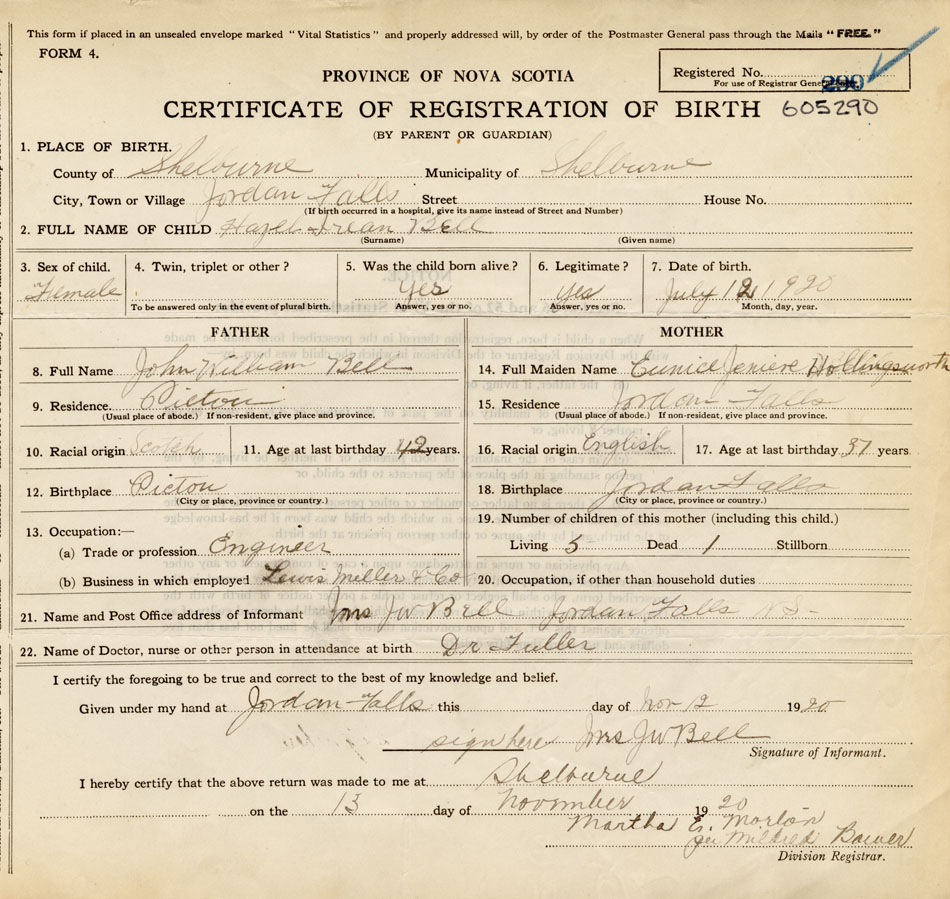 This form if placed in an unsealed envelope marked "Vital Statistics" and properly addressed will, by order of the Postmaster General pass through the Mails "FREE."
FORM 4.
Registered No. 290
For use of Registrar General only.
PROVINCE OF NOVA SCOTIA
CERTIFICATE OF REGISTRATION OF BIRTH 605290
(BY PARENT OR GUARDIAN)
1. PLACE OF BIRTH.
County of Shelburne Municipality of Shelburne
City, Town or Village Jordan Falls Street House No.
(If birth occurred in a hospital, give its name instead of Street and Number)
2. FULL NAME OF CHILD Hazel Irean Bell
(Surname) (Given name)
3. Sex of child. 4. Twin, triplet or other? 5. Was the child born alive? 6. Legitimate? 7. Date of birth.
Female Yes yes July 12 1920
To be answered only in the event of plural birth. Answer, yes or no. Answer, yes or no. Month, day, year.
FATHER MOTHER
8. Full Name John William Bell 14. Full Maiden Name Eunice Jeniere Hollingsworth
9. Residence. Picton 15. Residence Jordan Falls
(Usual place of abode.) If non-resident, give place and province. (Usual place of abode.) If non-resident, give place and province.
10. Racial origin Scotch 11. Age at last birthday 42 years. 16. Racial origin English 17. Age at last birthday 37 years
12. Birthplace Picton 18. Birthplace Jordan Falls
(City or place, province or country.) (City or place, province or country.)
13. Occupation:— 19. Number of children of this mother (including this child.)
(a) Trade or profession Engineer Living 5 Dead 1 Stillborn
(b) Business in which employed Lewis Miller & Co 20. Occupation, if other than household duties
21. Name and Post Office address of Informant Mrs J W Bell Jordan Falls N S-
22. Name of Doctor, nurse or other person in attendance at birth Dr Fuller
I certify the foregoing to be true and correct to the best of my knowledge and belief.
Given under my hand at Jordan Falls this day of Nov 12 1920
sign here Mrs J W Bell
Signature of Informant.
I hereby certify that the above return was made to me at Shelburne
on the 13 day of November 1920
Martha E. Morton
per Mildred Bower
Division Registrar.